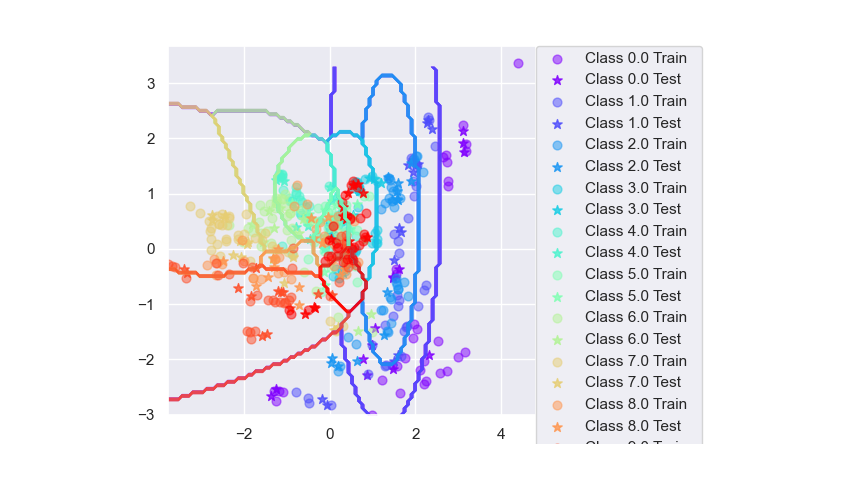 3
2
1
0
−1
−2
−3
−2
0
2
4
Class 0.0 Train
Class 0.0 Test
Class 1.0 Train
Class 1.0 Test
Class 2.0 Train
Class 2.0 Test
Class 3.0 Train
Class 3.0 Test
Class 4.0 Train
Class 4.0 Test
Class 5.0 Train
Class 5.0 Test
Class 6.0 Train
Class 6.0 Test
Class 7.0 Train
Class 7.0 Test
Class 8.0 Train
Class 8.0 Test